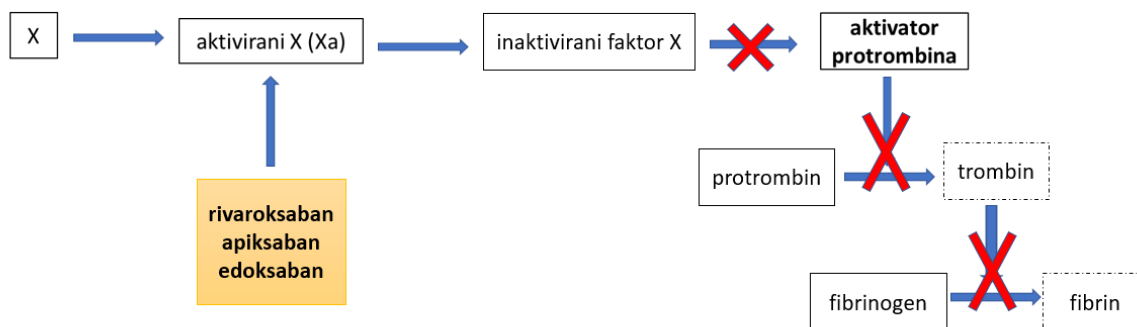 X
aktivirani X (Xa)
inaktivirani faktor X
aktivator
protrombina
rivaroksaban
apiksaban
edoksaban
protrombin
trombin
fibrinogen
fibrin